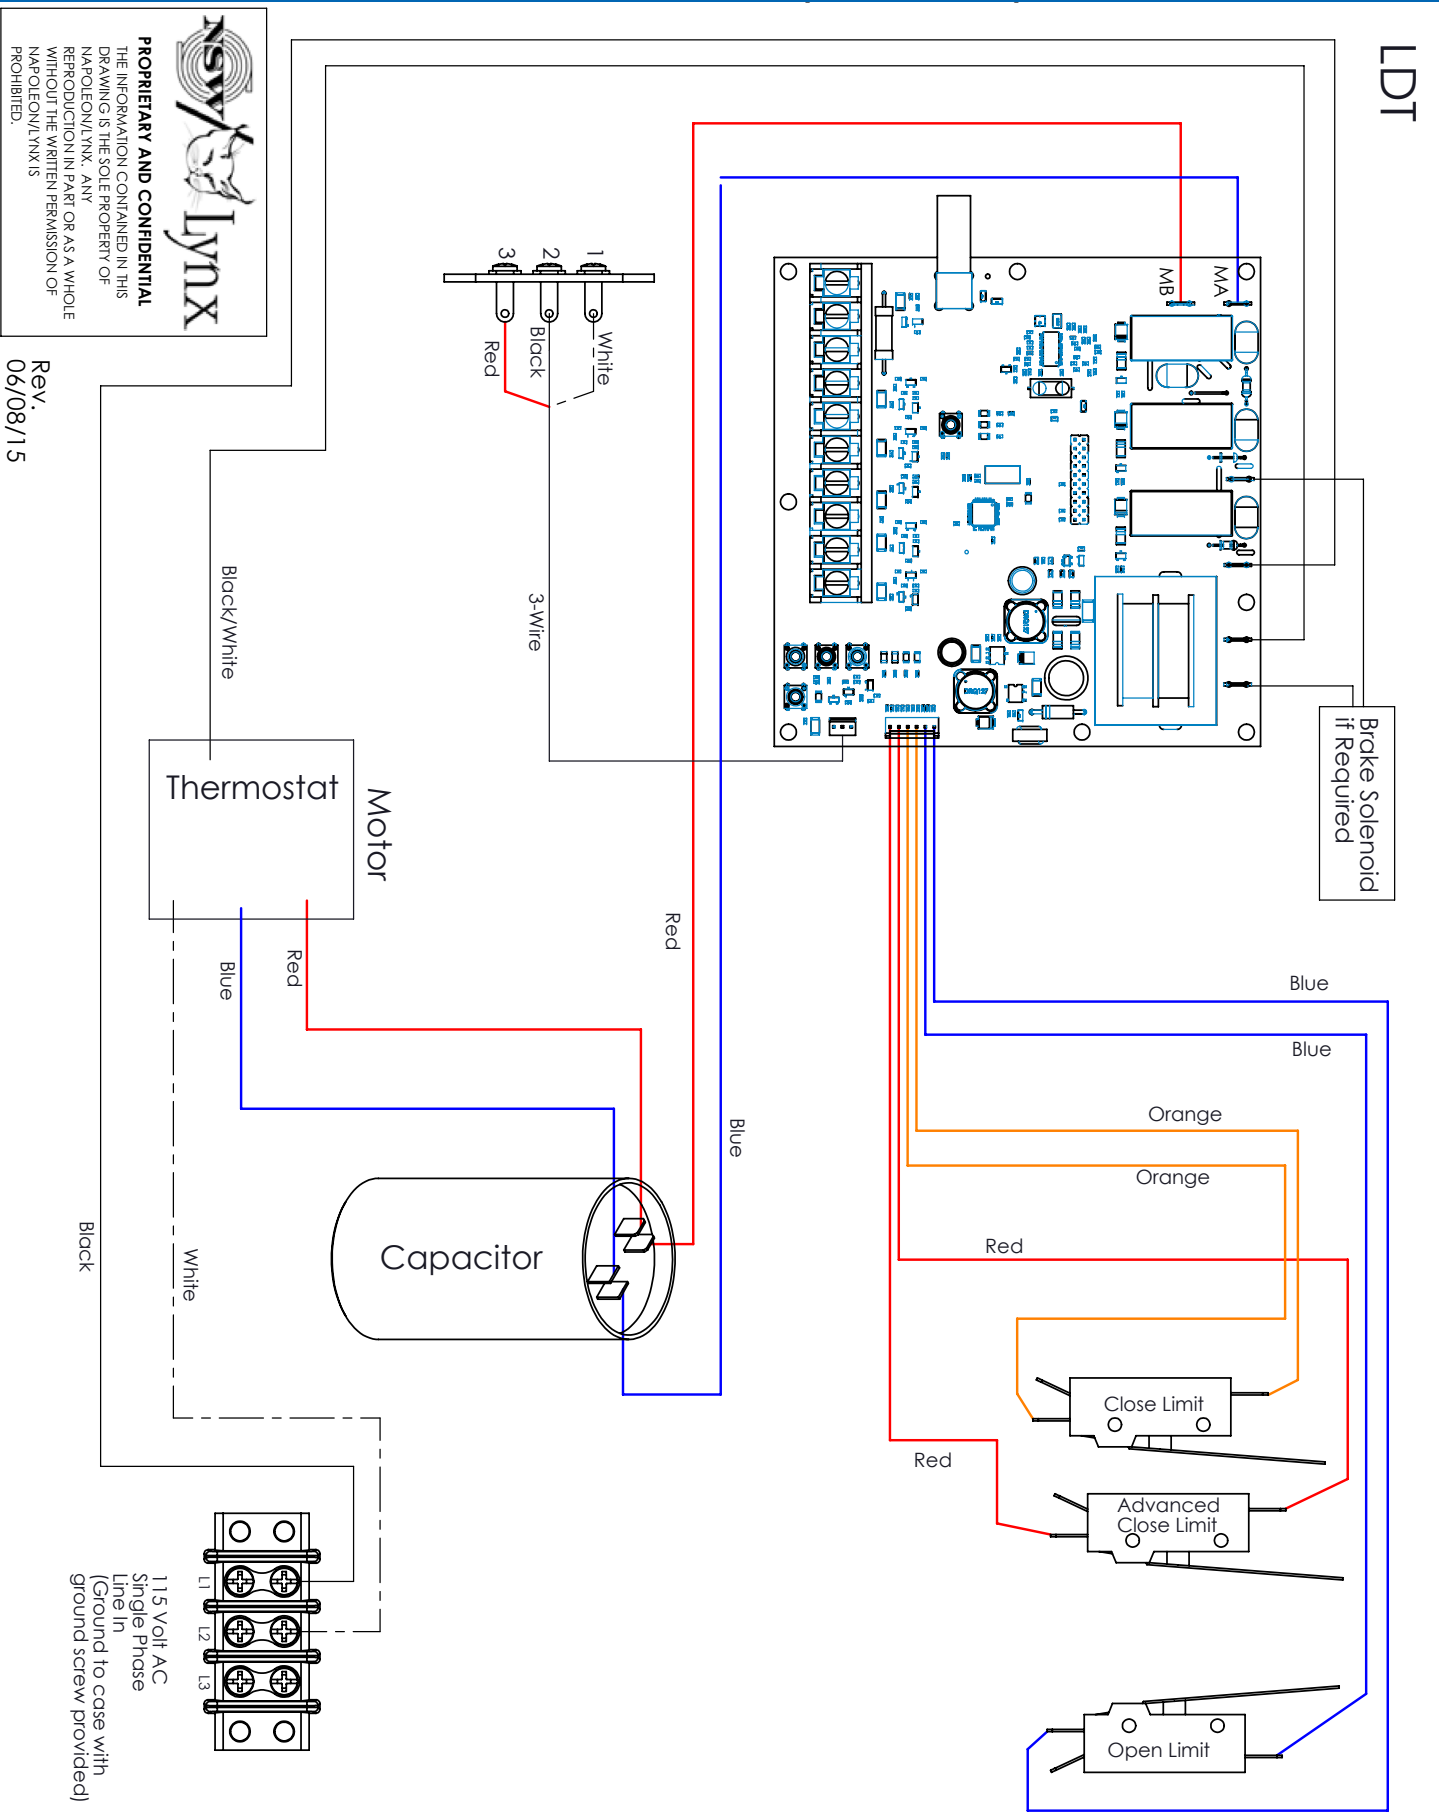 LDT
NSW
Lynx
PROPRIETARY AND CONFIDENTIAL
THE INFORMATION CONTAINED IN THIS
DRAWING IS THE SOLE PROPERTY OF
NAPOLEON/LYNX. ANY
REPRODUCTION IN PART OR AS A WHOLE
WITHOUT THE WRITTEN PERMISSION OF
NAPOLEON/LYNX IS
PROHIBITED.
Rev.
06/08/15
MA
MB
1
2
3
White
Black
Red
3-Wire
DRQ127
DRQ127
Brake Solenoid
if Required
Black/White
Thermostat
Motor
Red
Blue
Red
Blue
Black
White
Capacitor
Blue
Blue
Orange
Orange
Red
Red
Close Limit
Advanced
Close Limit
Open Limit
L1
L2
L3
115 Volt AC
Single Phase
Line In
(Ground to case with
ground screw provided)